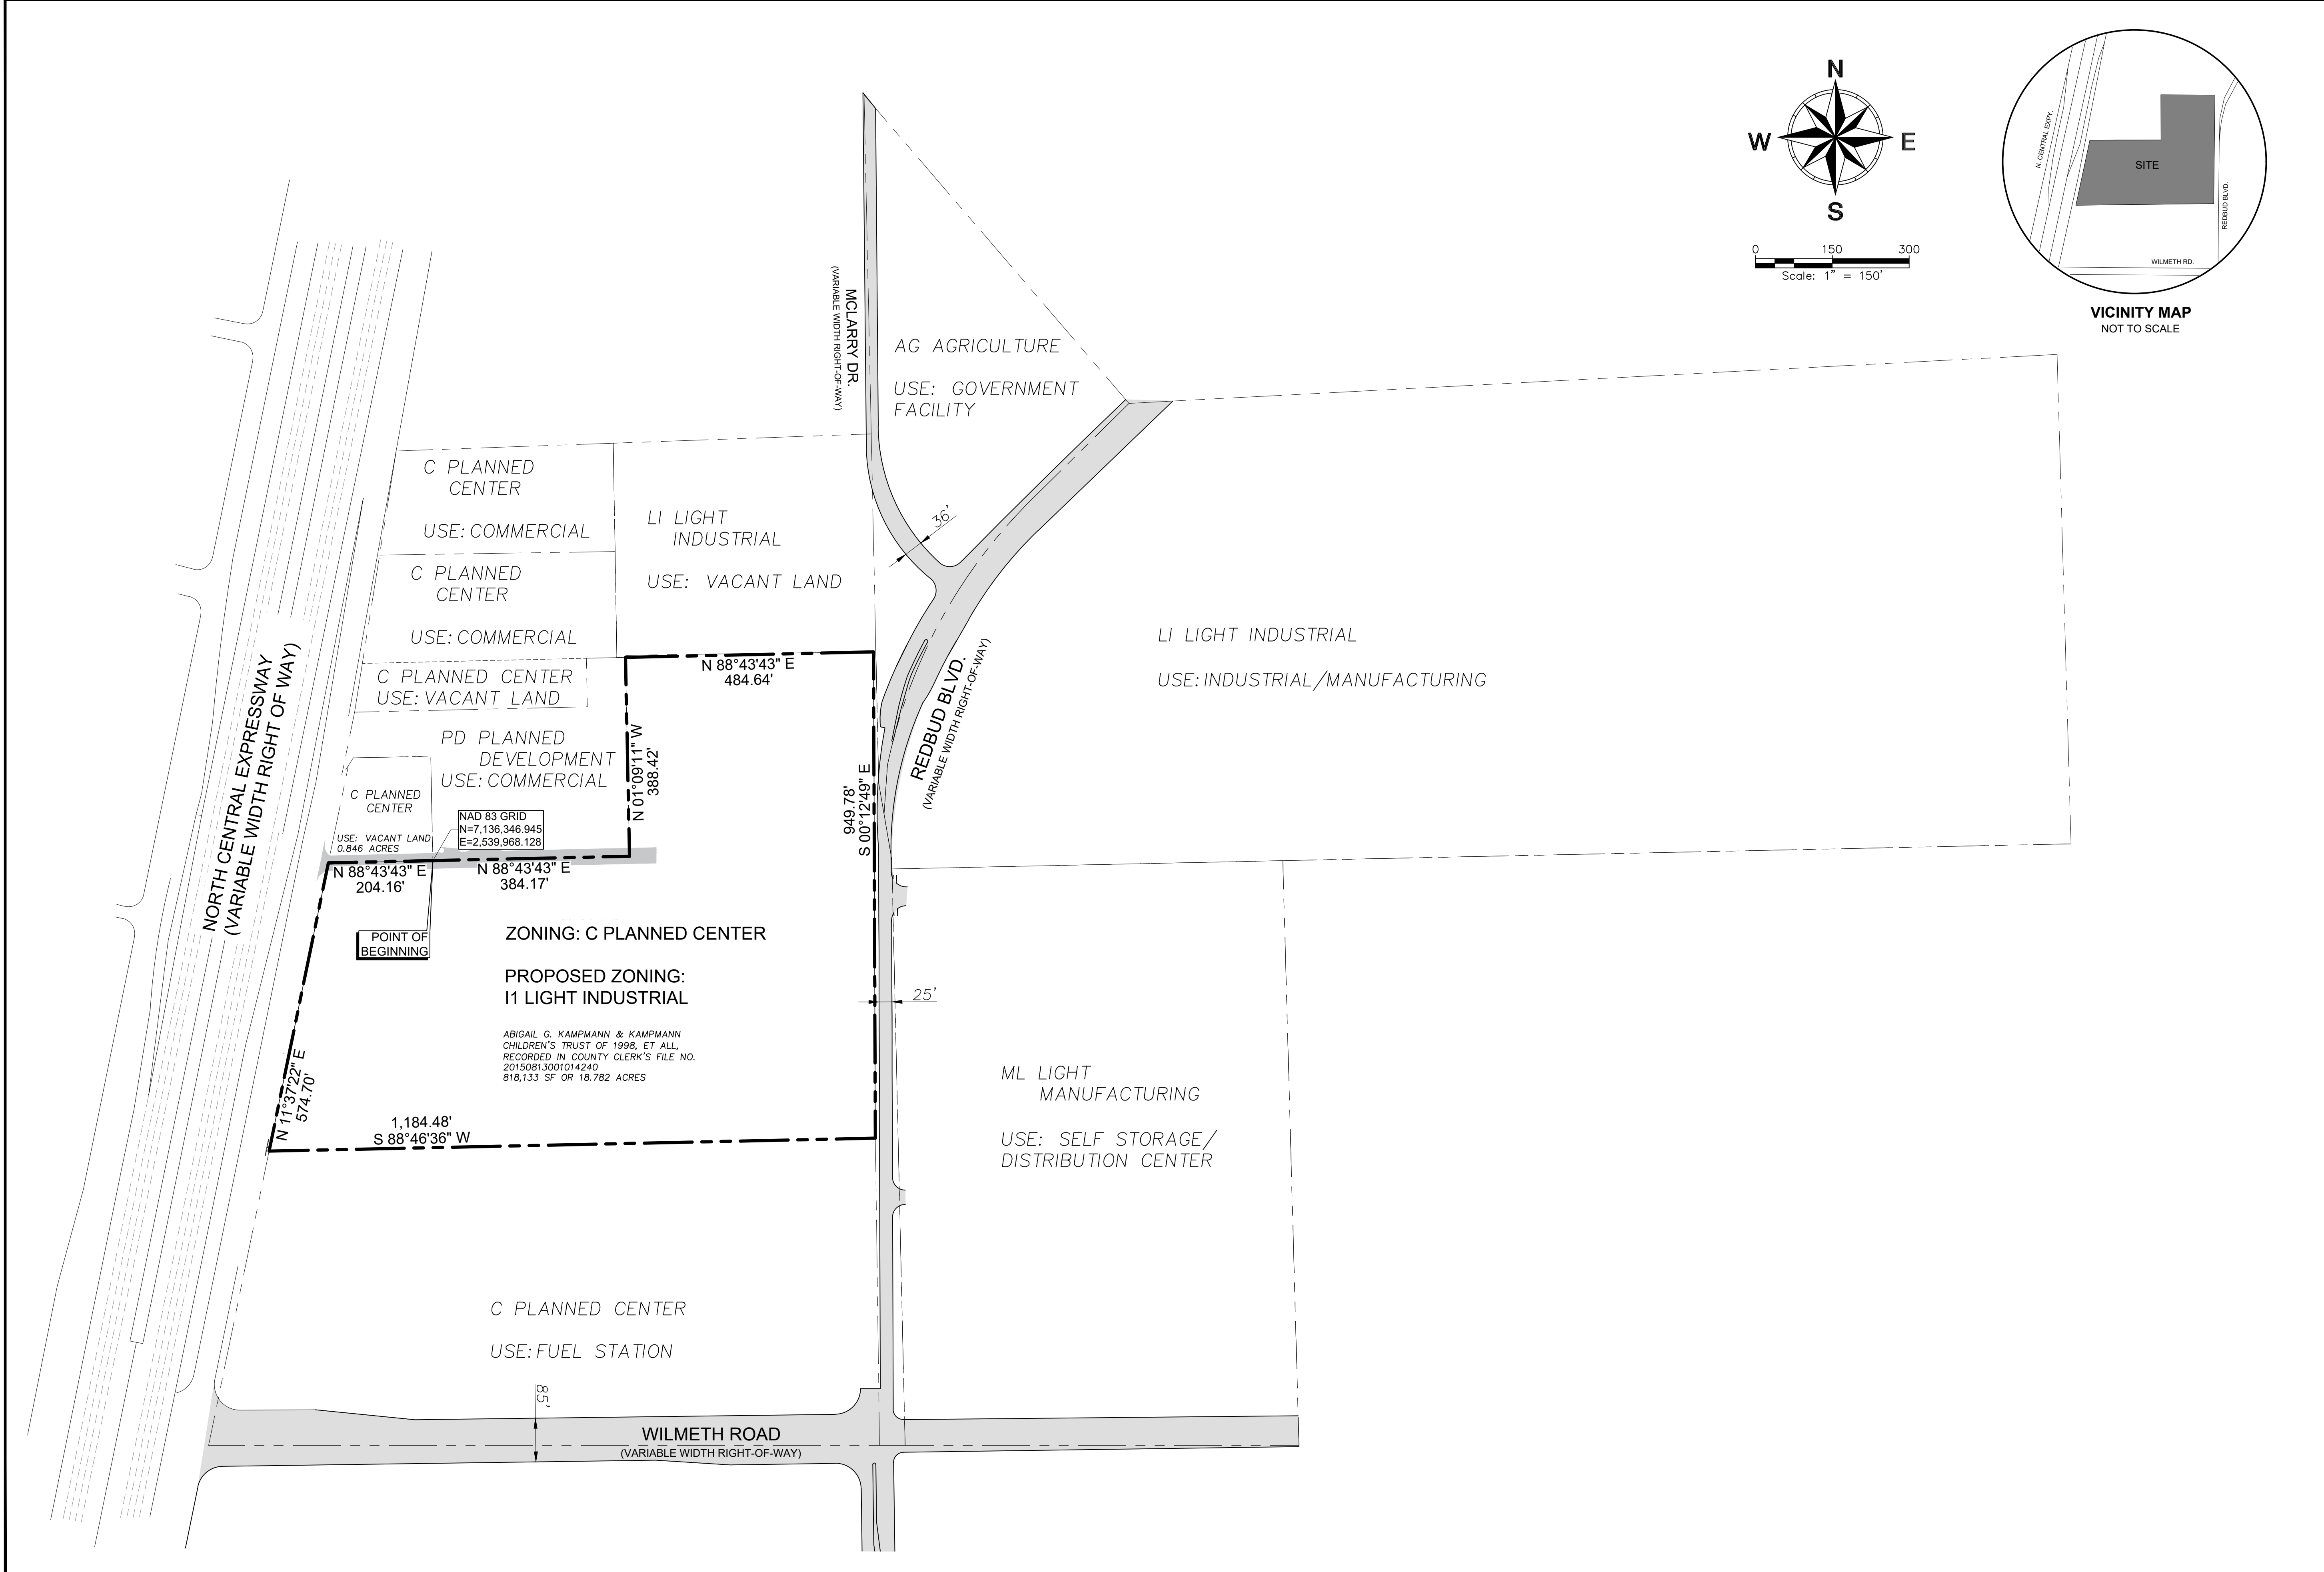 N
W
E
S
0 150 300
Scale: 1" = 150'
N. CENTRAL EXPY.
SITE
REDBUD BLVD.
WILMETH RD.
VICINITY MAP
NOT TO SCALE
MCLARRY DR.
(VARIABLE WIDTH RIGHT-OF-WAY)
AG AGRICULTURE
USE: GOVERNMENT
FACILITY
C PLANNED
CENTER
USE: COMMERCIAL
LI LIGHT
INDUSTRIAL
USE: VACANT LAND
36'
C PLANNED
CENTER
USE: COMMERCIAL
LI LIGHT INDUSTRIAL
USE: INDUSTRIAL/MANUFACTURING
C PLANNED CENTER
USE: VACANT LAND
N 88°43'43" E
484.64'
REDBUD BLVD.
(VARIABLE WIDTH RIGHT-OF-WAY)
NORTH CENTRAL EXPRESSWAY
(VARIABLE WIDTH RIGHT OF WAY)
PD PLANNED
DEVELOPMENT
USE: COMMERCIAL
N 01°09'11" W
388.42'
C PLANNED
CENTER
USE: VACANT LAND
0.846 ACRES
NAD 83 GRID
N=7,136,346.945
E=2,539,968.128
949.78'
S 00°12'49" E
N 88°43'43" E
204.16'
N 88°43'43" E
384.17'
POINT OF
BEGINNING
ZONING: C PLANNED CENTER
PROPOSED ZONING:
I1 LIGHT INDUSTRIAL
25'
ABIGAIL G. KAMPMANN & KAMPMANN
CHILDREN'S TRUST OF 1998, ET ALL,
RECORDED IN COUNTY CLERK'S FILE NO.
20150813001014240
818,133 SF OR 18.782 ACRES
N 11°37'22" E
574.70'
1,184.48'
S 88°46'36" W
ML LIGHT
MANUFACTURING
USE: SELF STORAGE/
DISTRIBUTION CENTER
C PLANNED CENTER
USE: FUEL STATION
85'
WILMETH ROAD
(VARIABLE WIDTH RIGHT-OF-WAY)